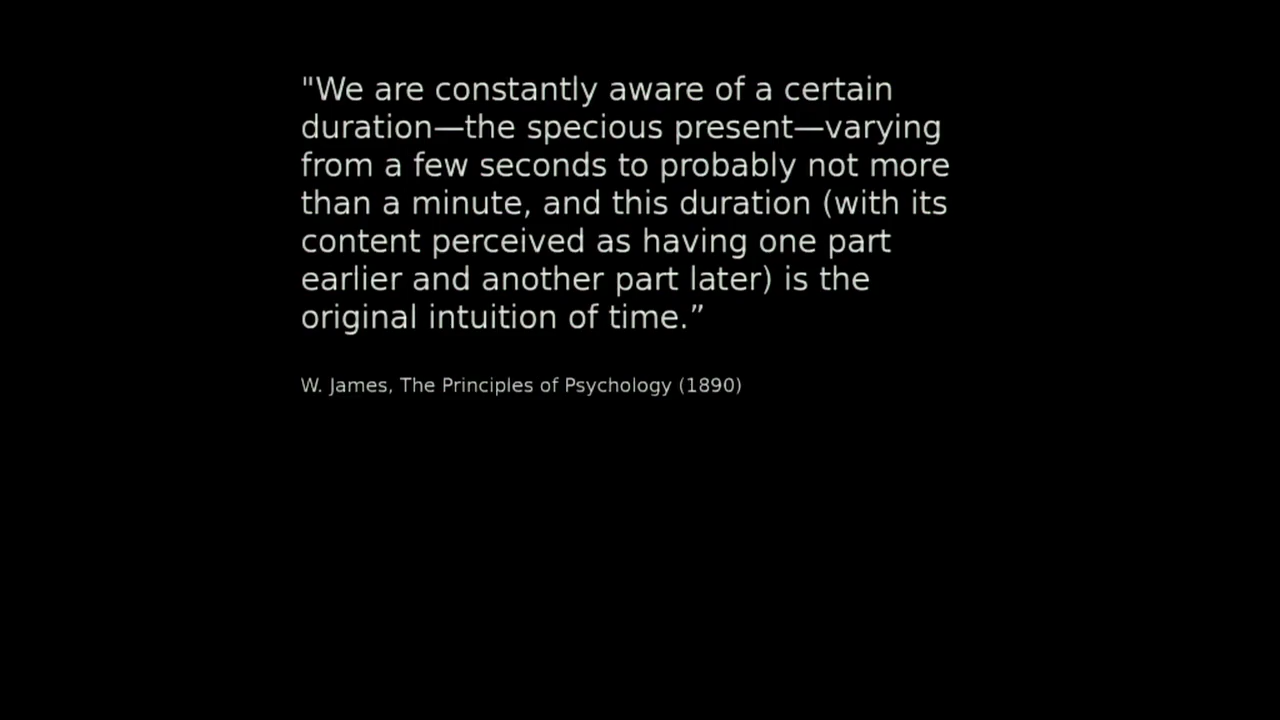 "We are constantly aware of a certain
duration—the specious present—varying
from a few seconds to probably not more
than a minute, and this duration (with its
content perceived as having one part
earlier and another part later) is the
original intuition of time.”
W. James, The Principles of Psychology (1890)